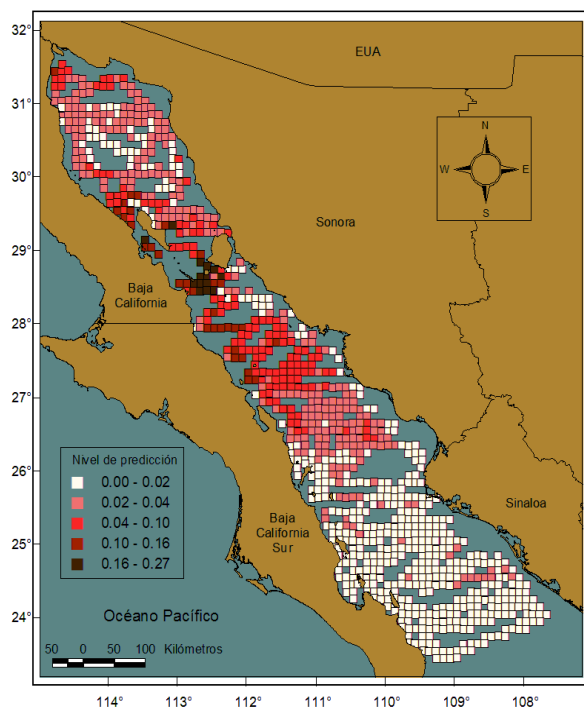 32°
31°
30°
29°
28°
27°
26°
25°
24°
EUA
N
W E
S
Sonora
Baja
California
Nivel de predicción
0.00 - 0.02
0.02 - 0.04
0.04 - 0.10
0.10 - 0.16
0.16 - 0.27
Baja
California
Sur
Sinaloa
Océano Pacífico
50 0 50 100 Kilómetros
114° 113° 112° 111° 110° 109° 108°